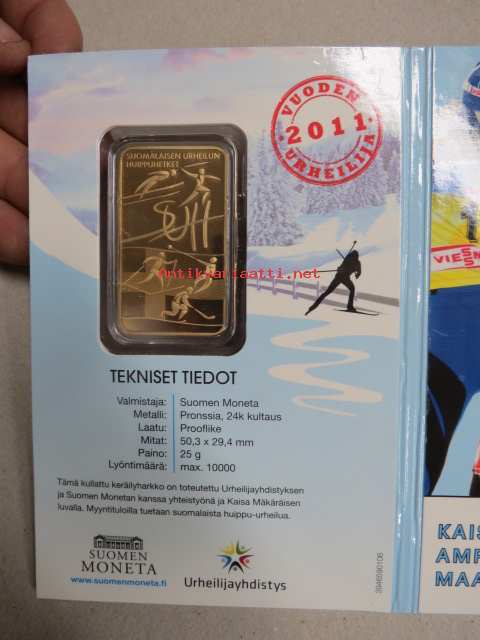 VUODEN
2011
URHEILIJA
SUOMALAISEN URHEILUN
HUIPPUHETKET
antikvariaatti.net
VIES
TEKNISET TIEDOT
Valmistaja: Suomen Moneta
Metalli: Pronssia, 24k kultaus
Laatu: Prooflike
Mitat: 50,3 x 29,4 mm
Paino: 25 g
Lyöntimäärä: max. 10000
Tämä kullattu keräilyharkko on toteutettu Urheilijayhdistyksen
ja Suomen Monetan kanssa yhteistyönä ja Kaisa Mäkäräisen
luvalla. Myyntituloilla tuetaan suomalaista huippu-urheilua.
SUOMEN
MONETA
www.suomenmoneta.fi
Urheilijayhdistys
3946590106
KAIS
AMP
MAA